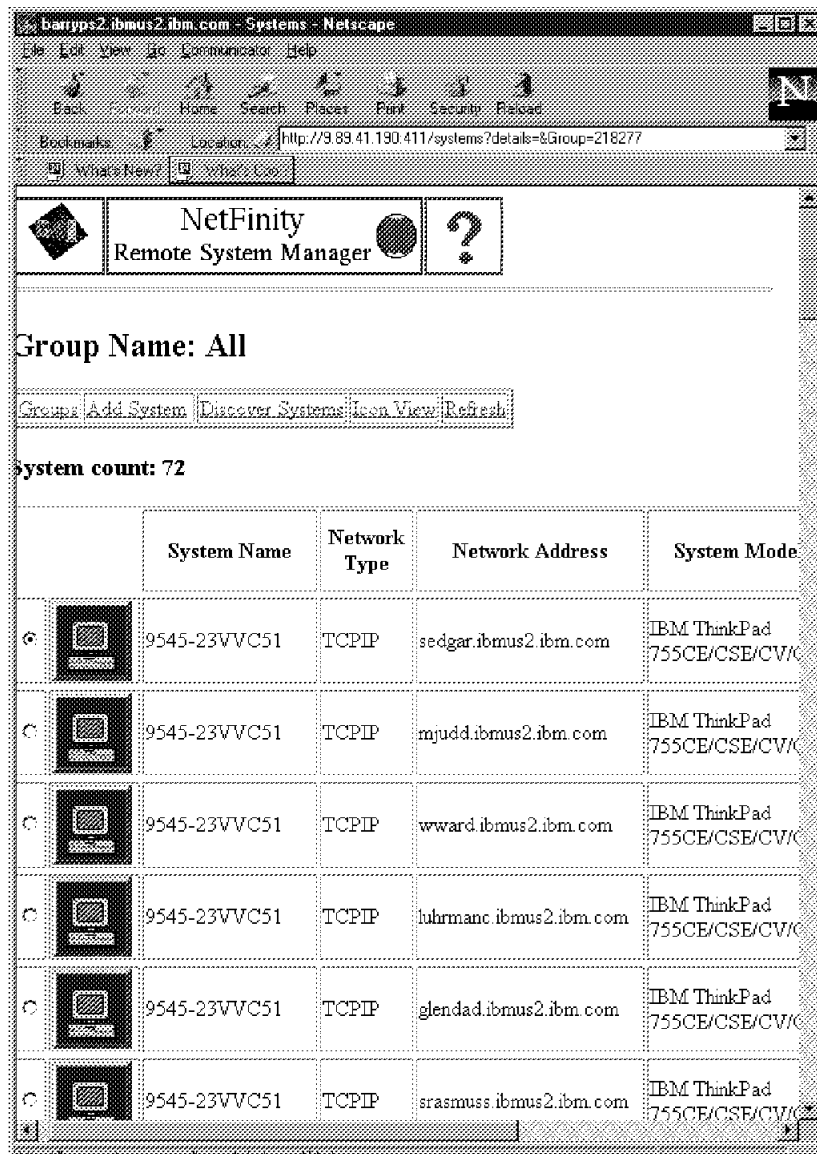 barryps2.ibmus2.ibm.com - Systems - Netscape
File Edit View Go Communicator Help
Back Forward Home Search Places Print Security Reload
Bookmarks Location: http://9.89.41.190:411/systems?details=&Group=218277
What's New? What's Cool?
N
NetFinity
Remote System Manager
?
Group Name: All
Groups Add System Discover Systems Icon View Refresh
System count: 72
System Name Network Type Network Address System Mode
9545-23VVC51 TCPIP sedgar.ibmus2.ibm.com IBM ThinkPad 755CE/CSE/CV/C
9545-23VVC51 TCPIP mjudd.ibmus2.ibm.com IBM ThinkPad 755CE/CSE/CV/C
9545-23VVC51 TCPIP wward.ibmus2.ibm.com IBM ThinkPad 755CE/CSE/CV/C
9545-23VVC51 TCPIP luhrmanc.ibmus2.ibm.com IBM ThinkPad 755CE/CSE/CV/C
9545-23VVC51 TCPIP glendad.ibmus2.ibm.com IBM ThinkPad 755CE/CSE/CV/C
9545-23VVC51 TCPIP srasmuss.ibmus2.ibm.com IBM ThinkPad 755CE/CSE/CV/C